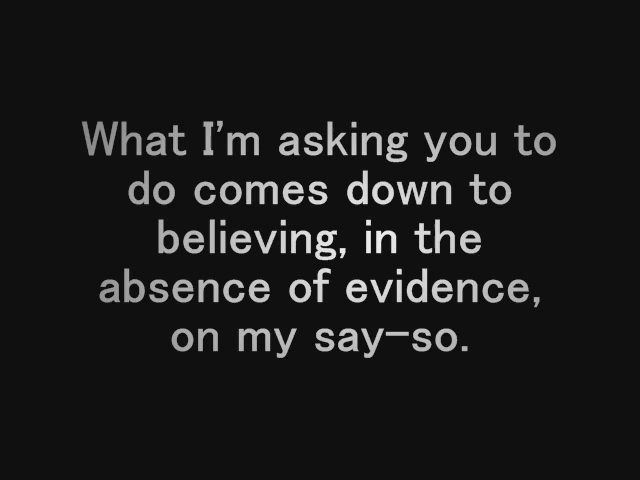 What I’m asking you to
do comes down to
believing, in the
absence of evidence,
on my say-so.